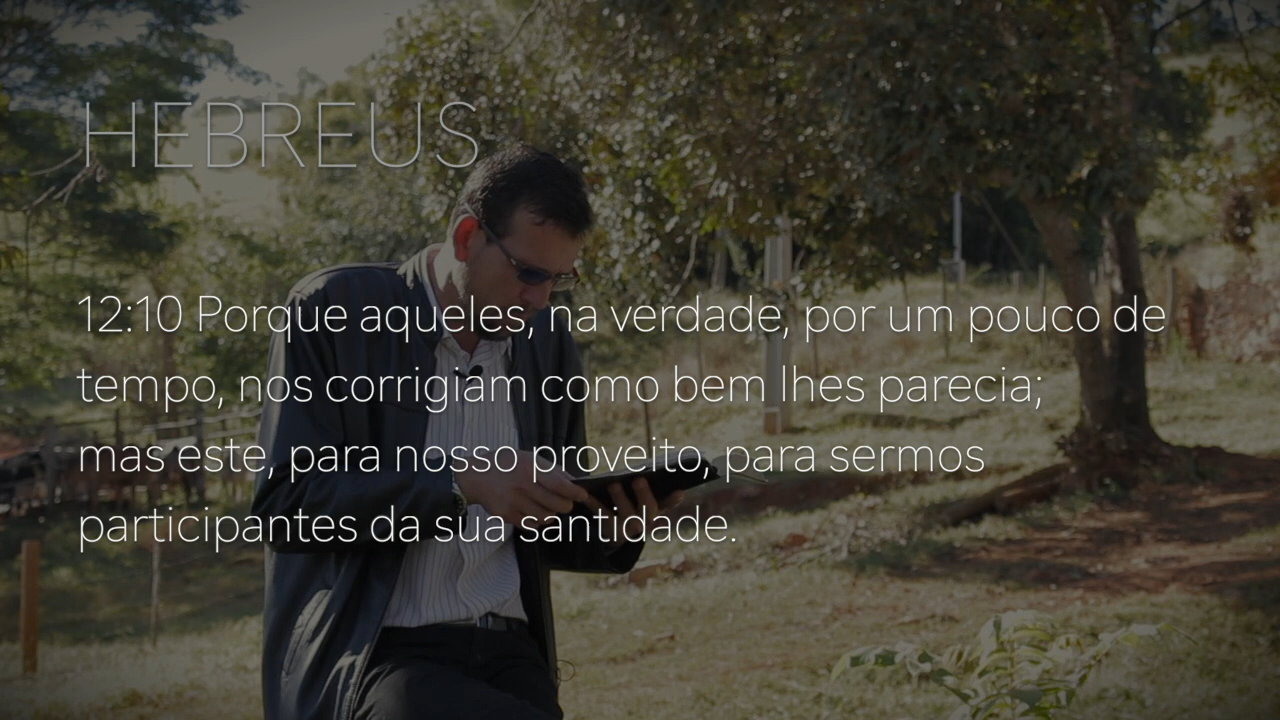 HEBREUS
12:10 Porque aqueles, na verdade, por um pouco de
tempo, nos corrigiam como bem lhes parecia;
mas este, para nosso proveito, para sermos
participantes da sua santidade.